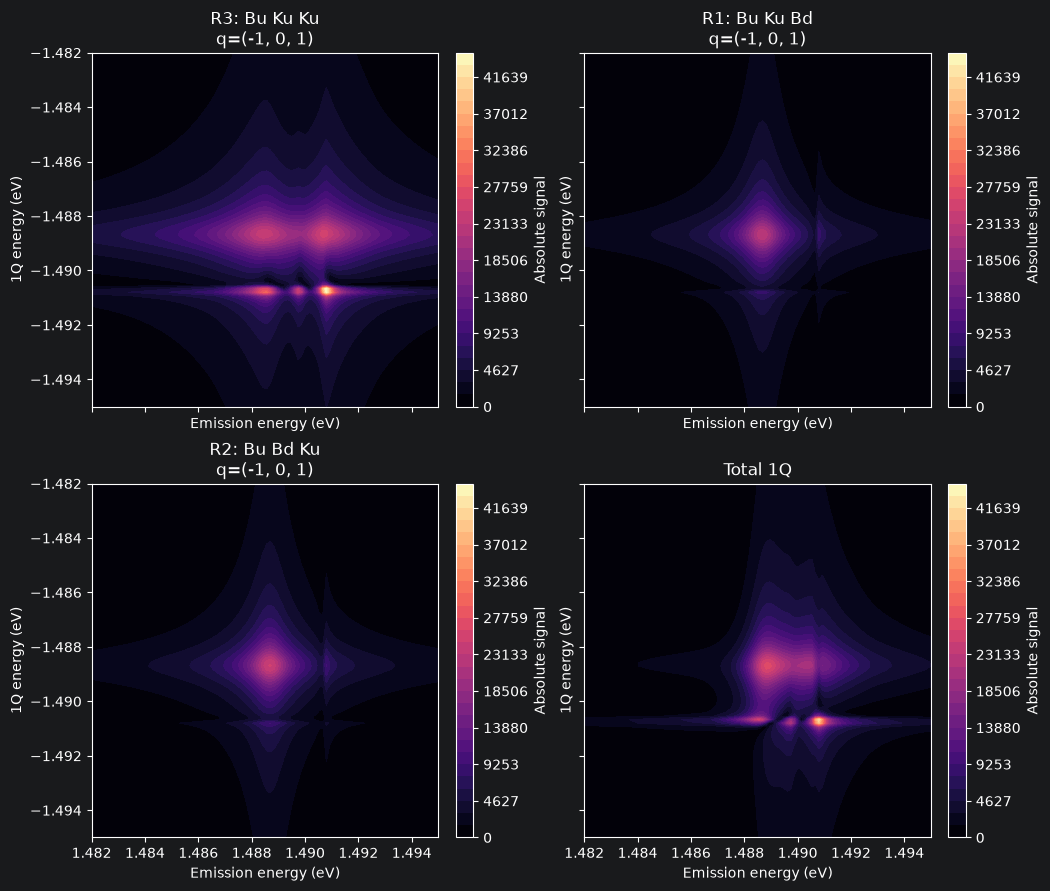 R3: Bu Ku Ku
q=(-1, 0, 1)
R1: Bu Ku Bd
q=(-1, 0, 1)
−1.482
−1.484
−1.486
−1.488
−1.490
−1.492
−1.494
1Q energy (eV)
Emission energy (eV)
41639
37012
32386
27759
23133
18506
13880
9253
4627
0
Absolute signal
1Q energy (eV)
Emission energy (eV)
41639
37012
32386
27759
23133
18506
13880
9253
4627
0
Absolute signal
R2: Bu Bd Ku
q=(-1, 0, 1)
Total 1Q
−1.482
−1.484
−1.486
−1.488
−1.490
−1.492
−1.494
1Q energy (eV)
1.482 1.484 1.486 1.488 1.490 1.492 1.494
Emission energy (eV)
41639
37012
32386
27759
23133
18506
13880
9253
4627
0
Absolute signal
1Q energy (eV)
1.482 1.484 1.486 1.488 1.490 1.492 1.494
Emission energy (eV)
41639
37012
32386
27759
23133
18506
13880
9253
4627
0
Absolute signal